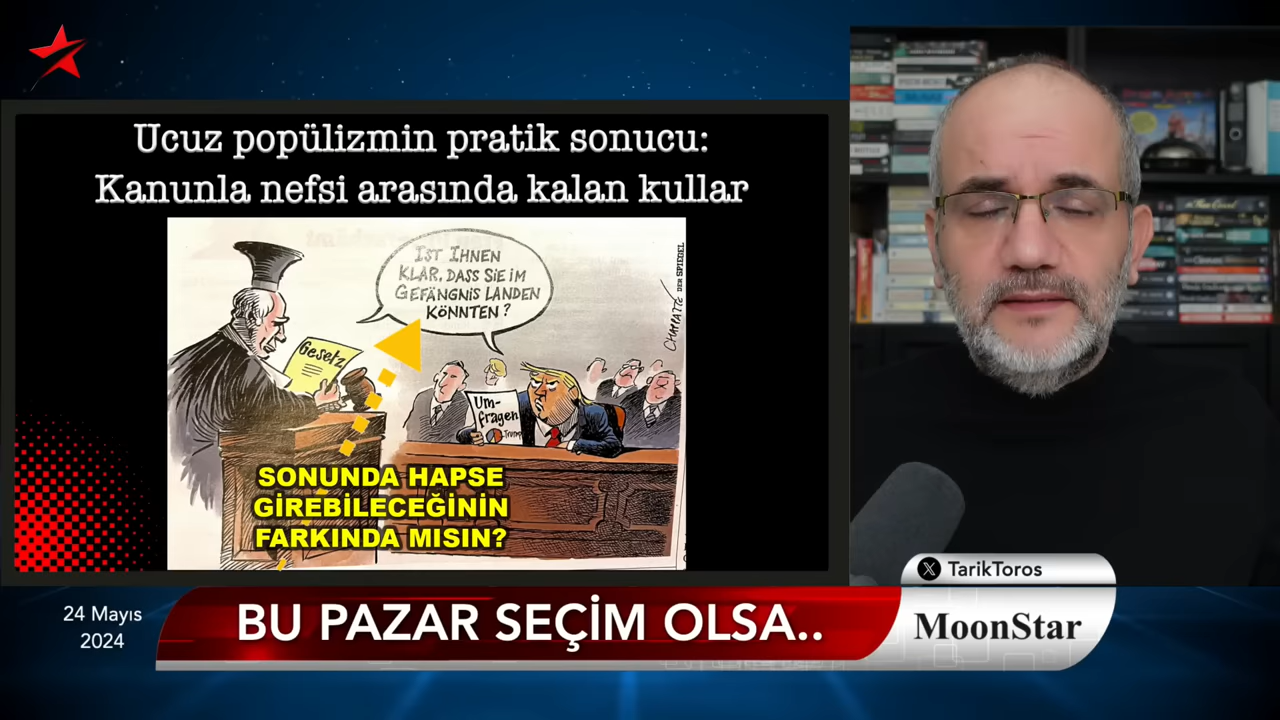 Ucuz popülizmin pratik sonucu:
Kanunla nefsi arasında kalan kullar
IST IHNEN
KLAR, DASS SIE IM
GEFÄNGNIS LANDEN
KÖNNTEN?
CHAPATTE DER SPIEGEL
Gesetz
Um-
fragen
Trump
SONUNDA HAPSE
GİREBİLECEĞİNİN
FARKINDA MISIN?
TarikToros
24 Mayıs
2024
BU PAZAR SEÇİM OLSA..
MoonStar